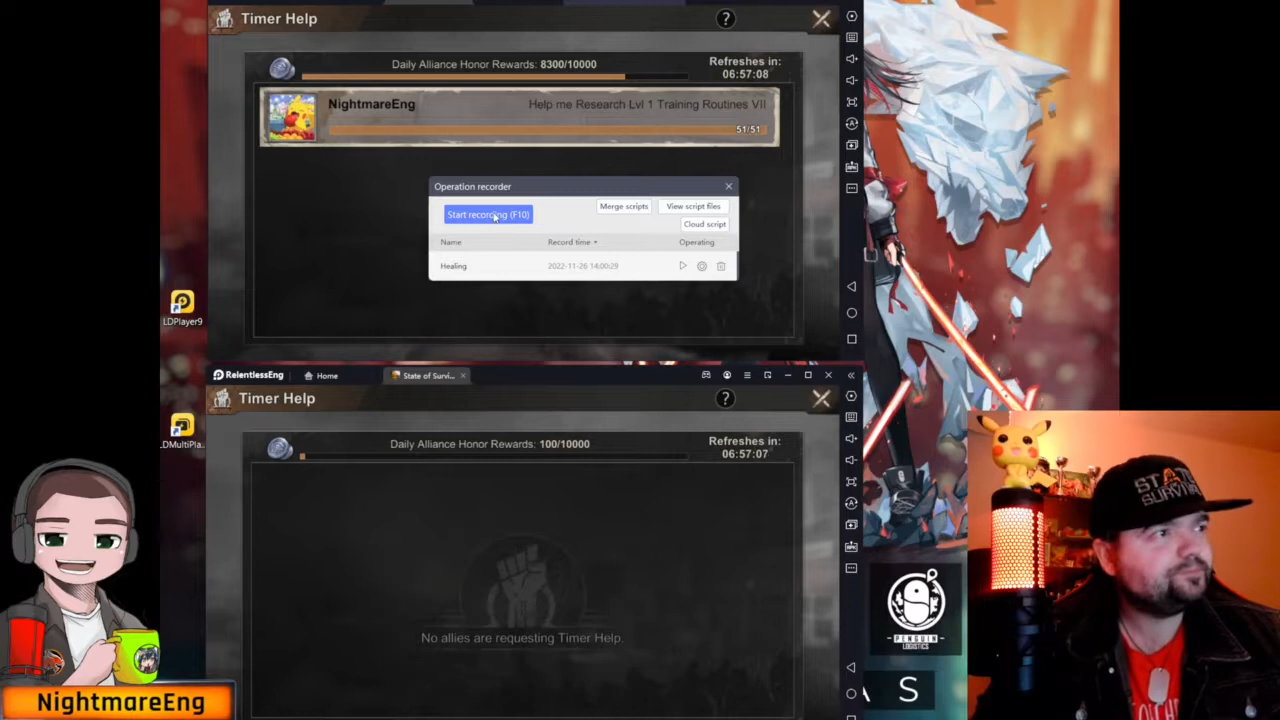 Timer Help
?
Daily Alliance Honor Rewards: 8300/10000
Refreshes in:
06:57:08
NightmareEng
Help me Research Lvl 1 Training Routines VII
51/51
Operation recorder
Start recording (F10)
Merge scripts
View script files
Cloud script
Name
Record time
Operating
Healing
2022-11-26 14:00:29
LDPlayer9
RelentlessEng
Home
State of Survi...
Timer Help
?
Daily Alliance Honor Rewards: 100/10000
Refreshes in:
06:57:07
LDMultiPla...
No allies are requesting Timer Help.
STATE
SURVIVAL
PENGUIN
LOGISTICS
A S
NightmareEng